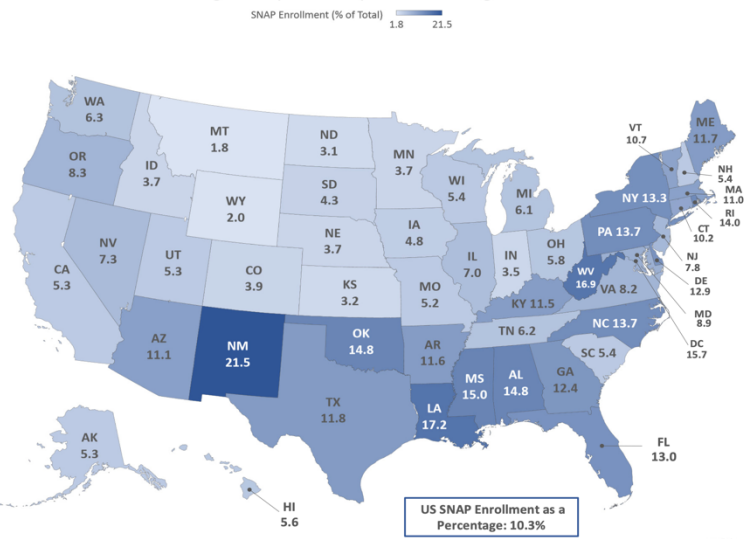 SNAP Enrollment (% of Total)
1.8
21.5
WA
6.3
MT
1.8
ND
3.1
MN
3.7
ME
11.7
VT
10.7
NH
5.4
OR
8.3
ID
3.7
SD
4.3
WI
5.4
MI
6.1
NY 13.3
MA
11.0
RI
14.0
CT
10.2
WY
2.0
IA
4.8
PA 13.7
NJ
7.8
NE
3.7
NV
7.3
UT
5.3
CO
3.9
IL
7.0
IN
3.5
OH
5.8
WV
16.9
DE
12.9
CA
5.3
KS
3.2
MO
5.2
KY 11.5
VA 8.2
MD
8.9
DC
15.7
AZ
11.1
NM
21.5
OK
14.8
AR
11.6
TN 6.2
NC 13.7
SC 5.4
TX
11.8
LA
17.2
MS
15.0
AL
14.8
GA
12.4
FL
13.0
AK
5.3
HI
5.6
US SNAP Enrollment as a
Percentage: 10.3%